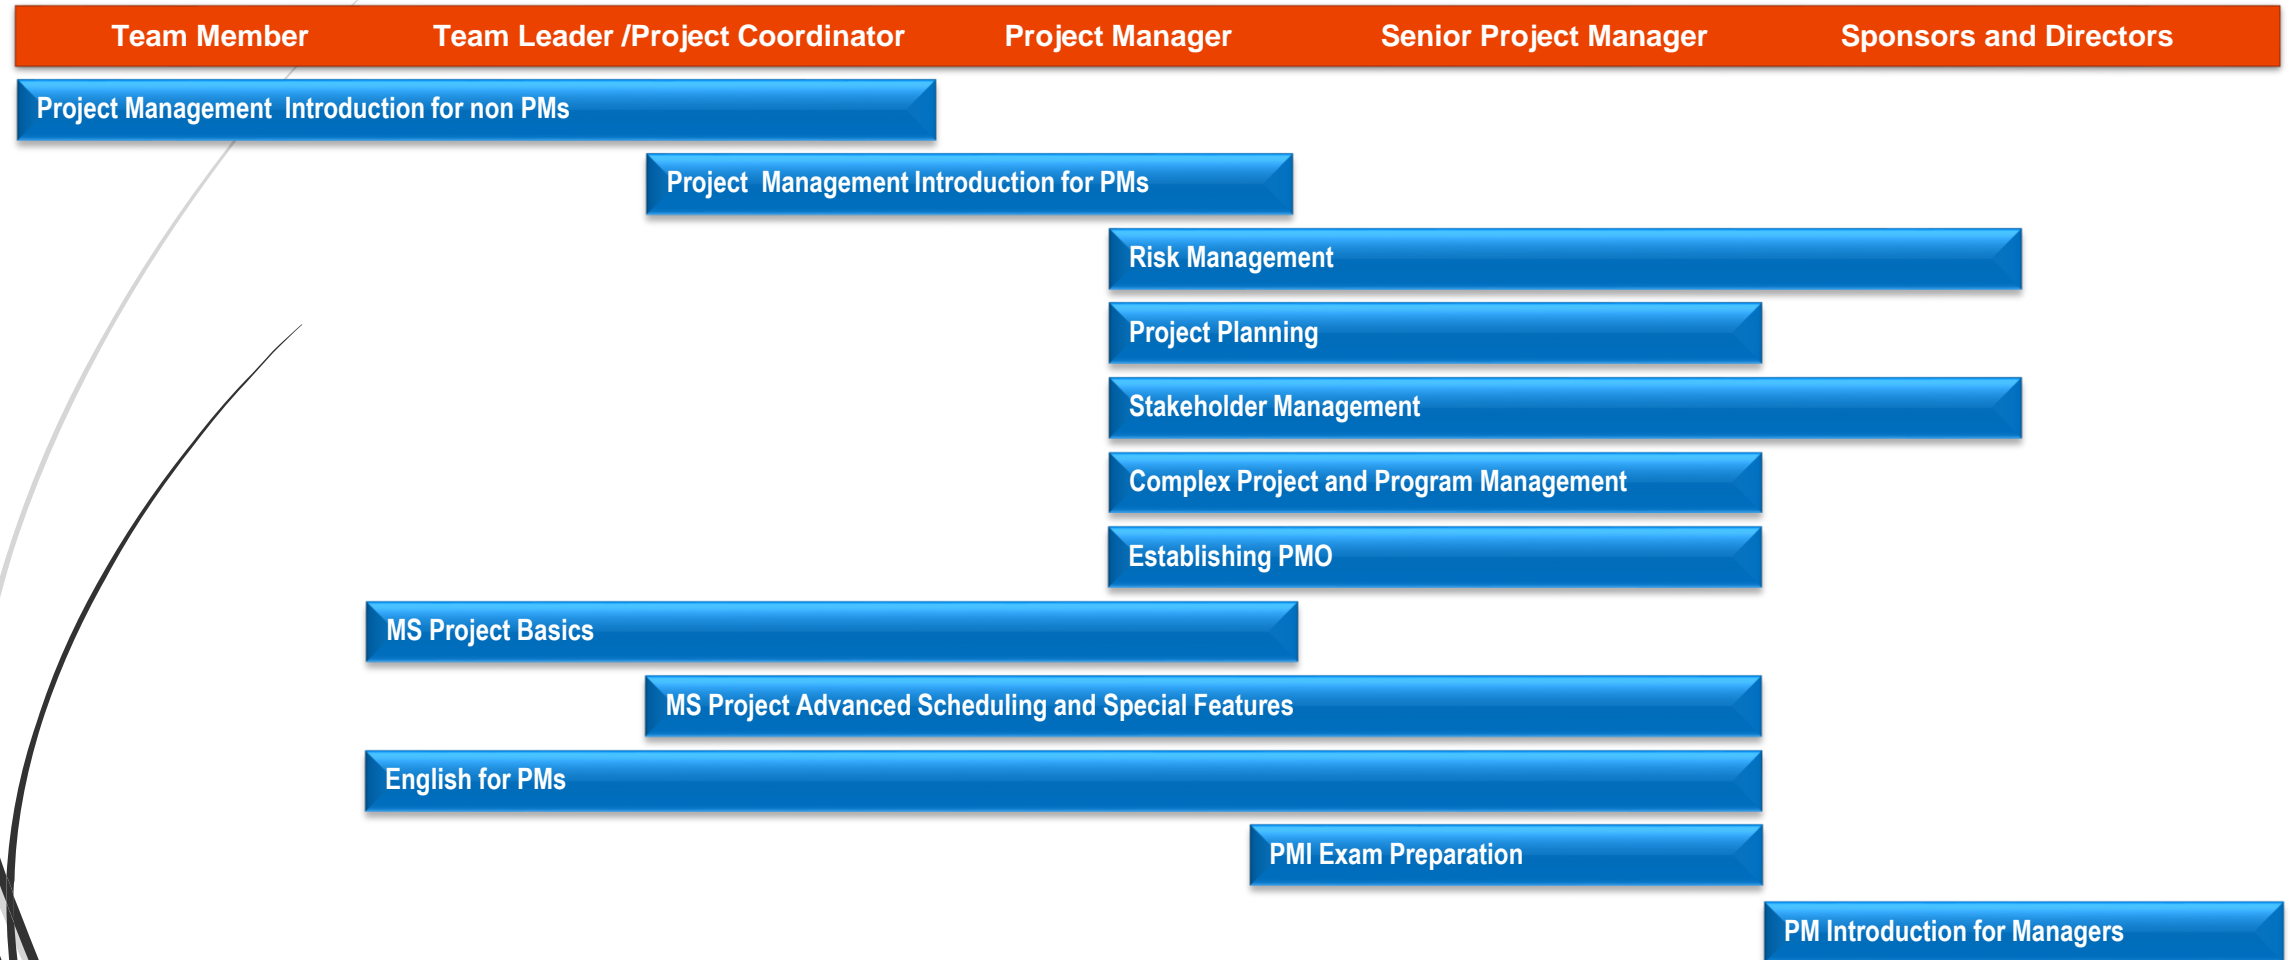 Team Member Team Leader /Project Coordinator Project Manager Senior Project Manager Sponsors and Directors
Project Management Introduction for non PMs
Project Management Introduction for PMs
Risk Management
Project Planning
Stakeholder Management
Complex Project and Program Management
Establishing PMO
MS Project Basics
MS Project Advanced Scheduling and Special Features
English for PMs
PMI Exam Preparation
PM Introduction for Managers